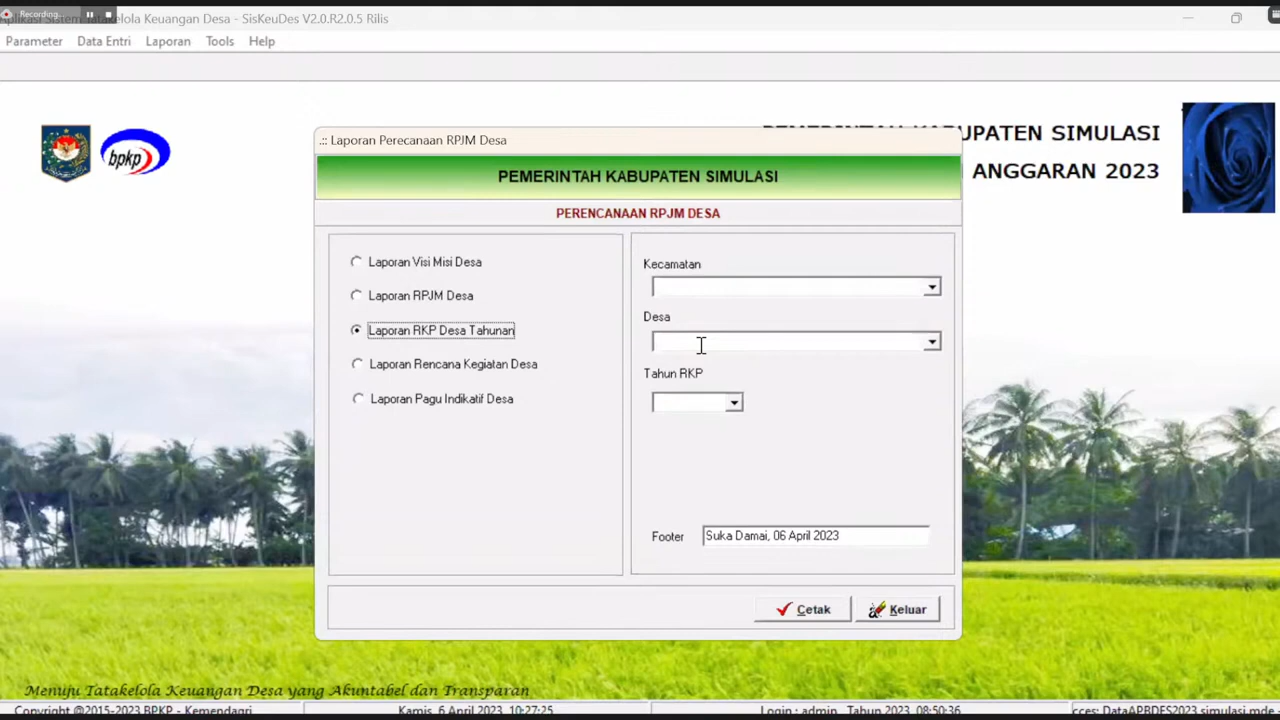 Recording...
Aplikasi Sistem Tatakelola Keuangan Desa - SisKeuDes V2.0.R2.0.5 Rilis
Parameter Data Entri Laporan Tools Help
bpkp
KABUPATEN SIMULASI
ANGGARAN 2023
.:: Laporan Perecanaan RPJM Desa
PEMERINTAH KABUPATEN SIMULASI
PERENCANAAN RPJM DESA
Laporan Visi Misi Desa
Laporan RPJM Desa
Laporan RKP Desa Tahunan
Laporan Rencana Kegiatan Desa
Laporan Pagu Indikatif Desa
Kecamatan
Desa
Tahun RKP
Footer Suka Damai, 06 April 2023
Cetak Keluar
Menuju Tatakelola Keuangan Desa yang Akuntabel dan Transparan
Copyright @2015-2023 BPKP - Kemendagri Kamis, 6 April 2023, 10:27:25 Login : admin, Tahun 2023, 08:50:36 cces: DataAPBDES2023 simulasi.mde -